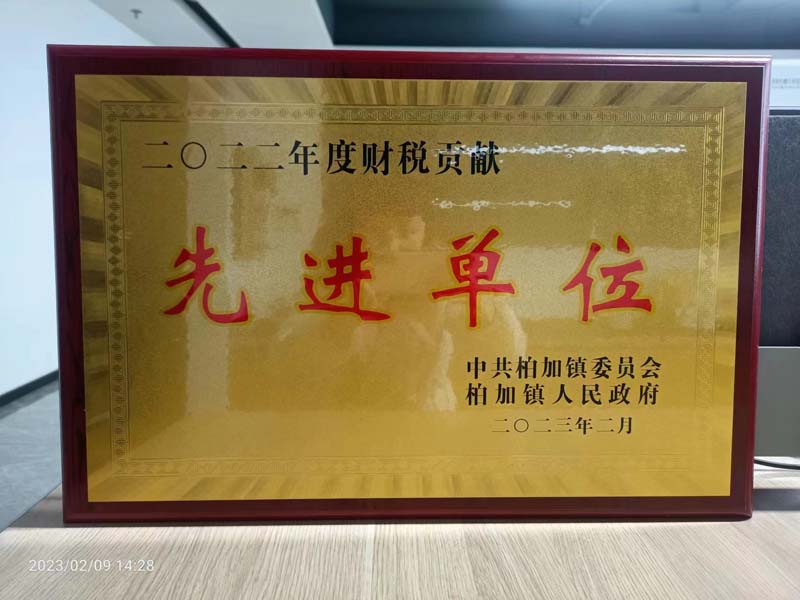 二〇二二年度财税贡献
先进单位
中共柏加镇委员会
柏加镇人民政府
二〇二三年二月
2023/02/09 14:28